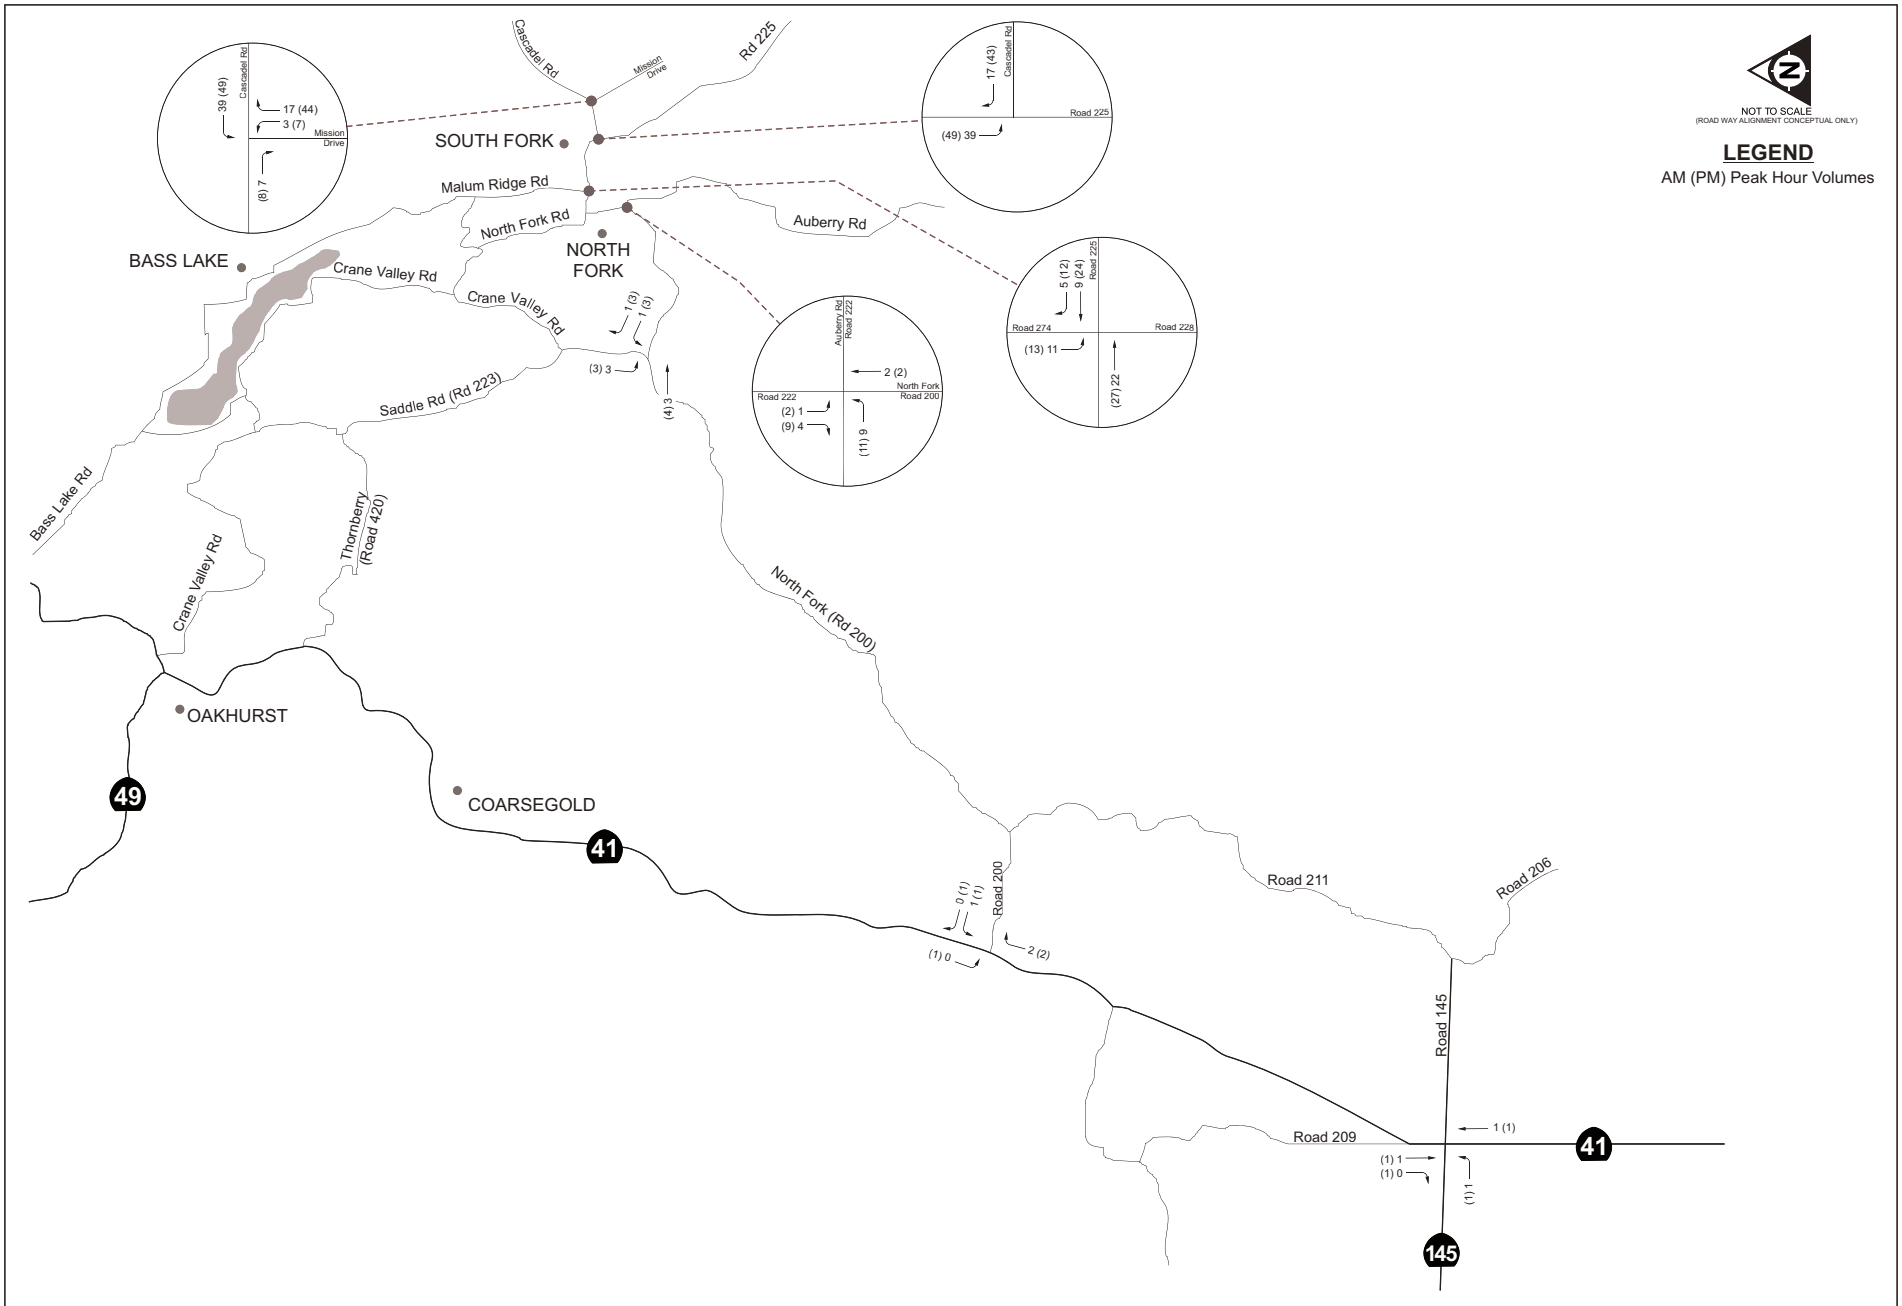 Cascadel Rd
39 (49)
17 (44)
3 (7)
Mission
Drive
(8) 7
Cascadel Rd
Mission
Drive
Rd 225
17 (43)
Cascadel Rd
Road 225
(49) 39
NOT TO SCALE
(ROAD WAY ALIGNMENT CONCEPTUAL ONLY)
N
LEGEND
AM (PM) Peak Hour Volumes
SOUTH FORK
Malum Ridge Rd
North Fork Rd
NORTH
FORK
Auberry Rd
BASS LAKE
Crane Valley Rd
Crane Valley Rd
1 (3)
1 (3)
(3) 3
(4) 3
5 (12)
9 (24)
Road 225
Road 274
Road 228
(13) 11
(27) 22
Auberry Rd
Road 222
2 (2)
North Fork
Road 200
Road 222
(2) 1
(9) 4
(11) 9
Saddle Rd (Rd 223)
Bass Lake Rd
Thornberry
(Road 420)
Crane Valley Rd
North Fork (Rd 200)
OAKHURST
49
COARSEGOLD
41
0 (1)
1 (1)
Road 200
(1) 0
2 (2)
Road 211
Road 206
Road 145
Road 209
1 (1)
41
(1) 1
(1) 0
(1) 1
145